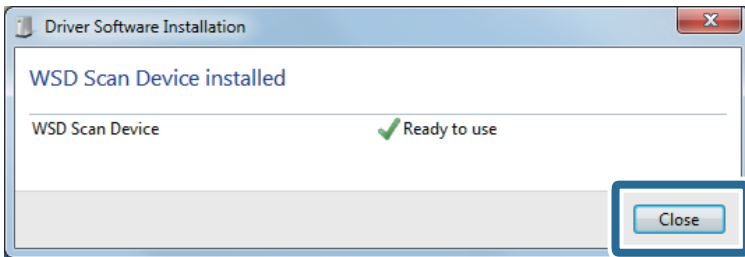 Driver Software Installation
WSD Scan Device installed
WSD Scan Device Ready to use
Close